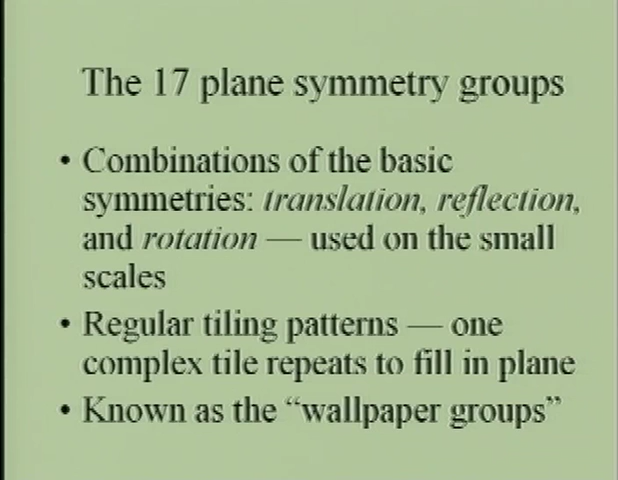 The 17 plane symmetry groups
• Combinations of the basic
symmetries: translation, reflection,
and rotation — used on the small
scales
• Regular tiling patterns — one
complex tile repeats to fill in plane
• Known as the “wallpaper groups”